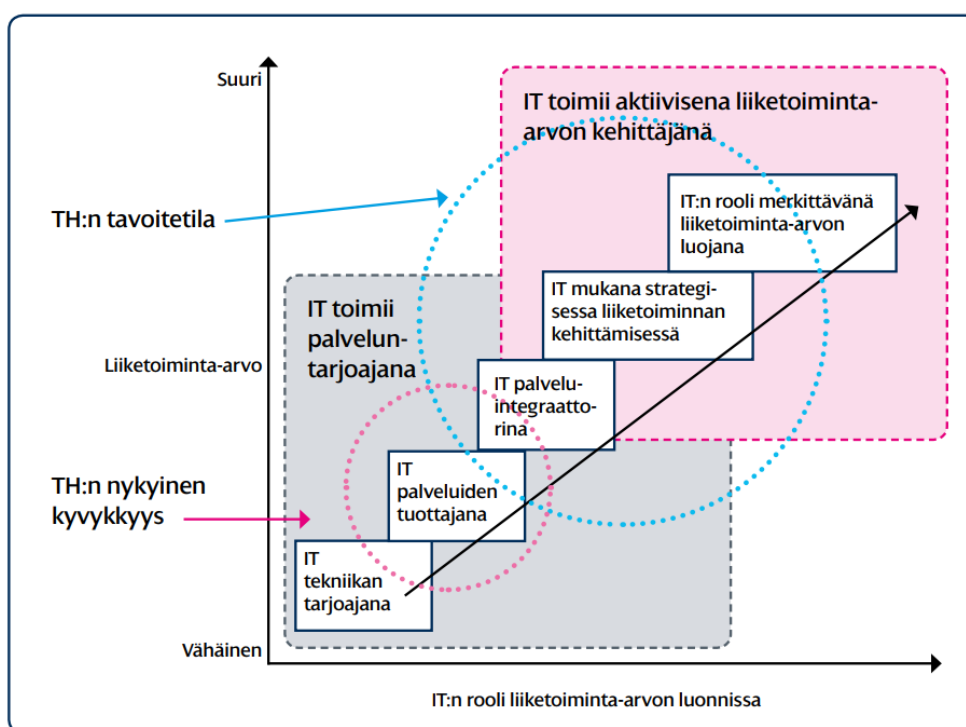 Suuri
IT toimii aktiivisena liiketoiminta-
arvon kehittäjänä
TH:n tavoitetila
IT:n rooli merkittävänä
liiketoiminta-arvon
luojana
IT mukana strategi-
sessa liiketoiminnan
kehittämisessä
IT toimii
palvelun-
tarjoajana
Liiketoiminta-arvo
IT palvelu-
integraatto-
rina
TH:n nykyinen
kyvykkyys
IT
palveluiden
tuottajana
IT
tekniikan
tarjoajana
Vähäinen
IT:n rooli liiketoiminta-arvon luonnissa